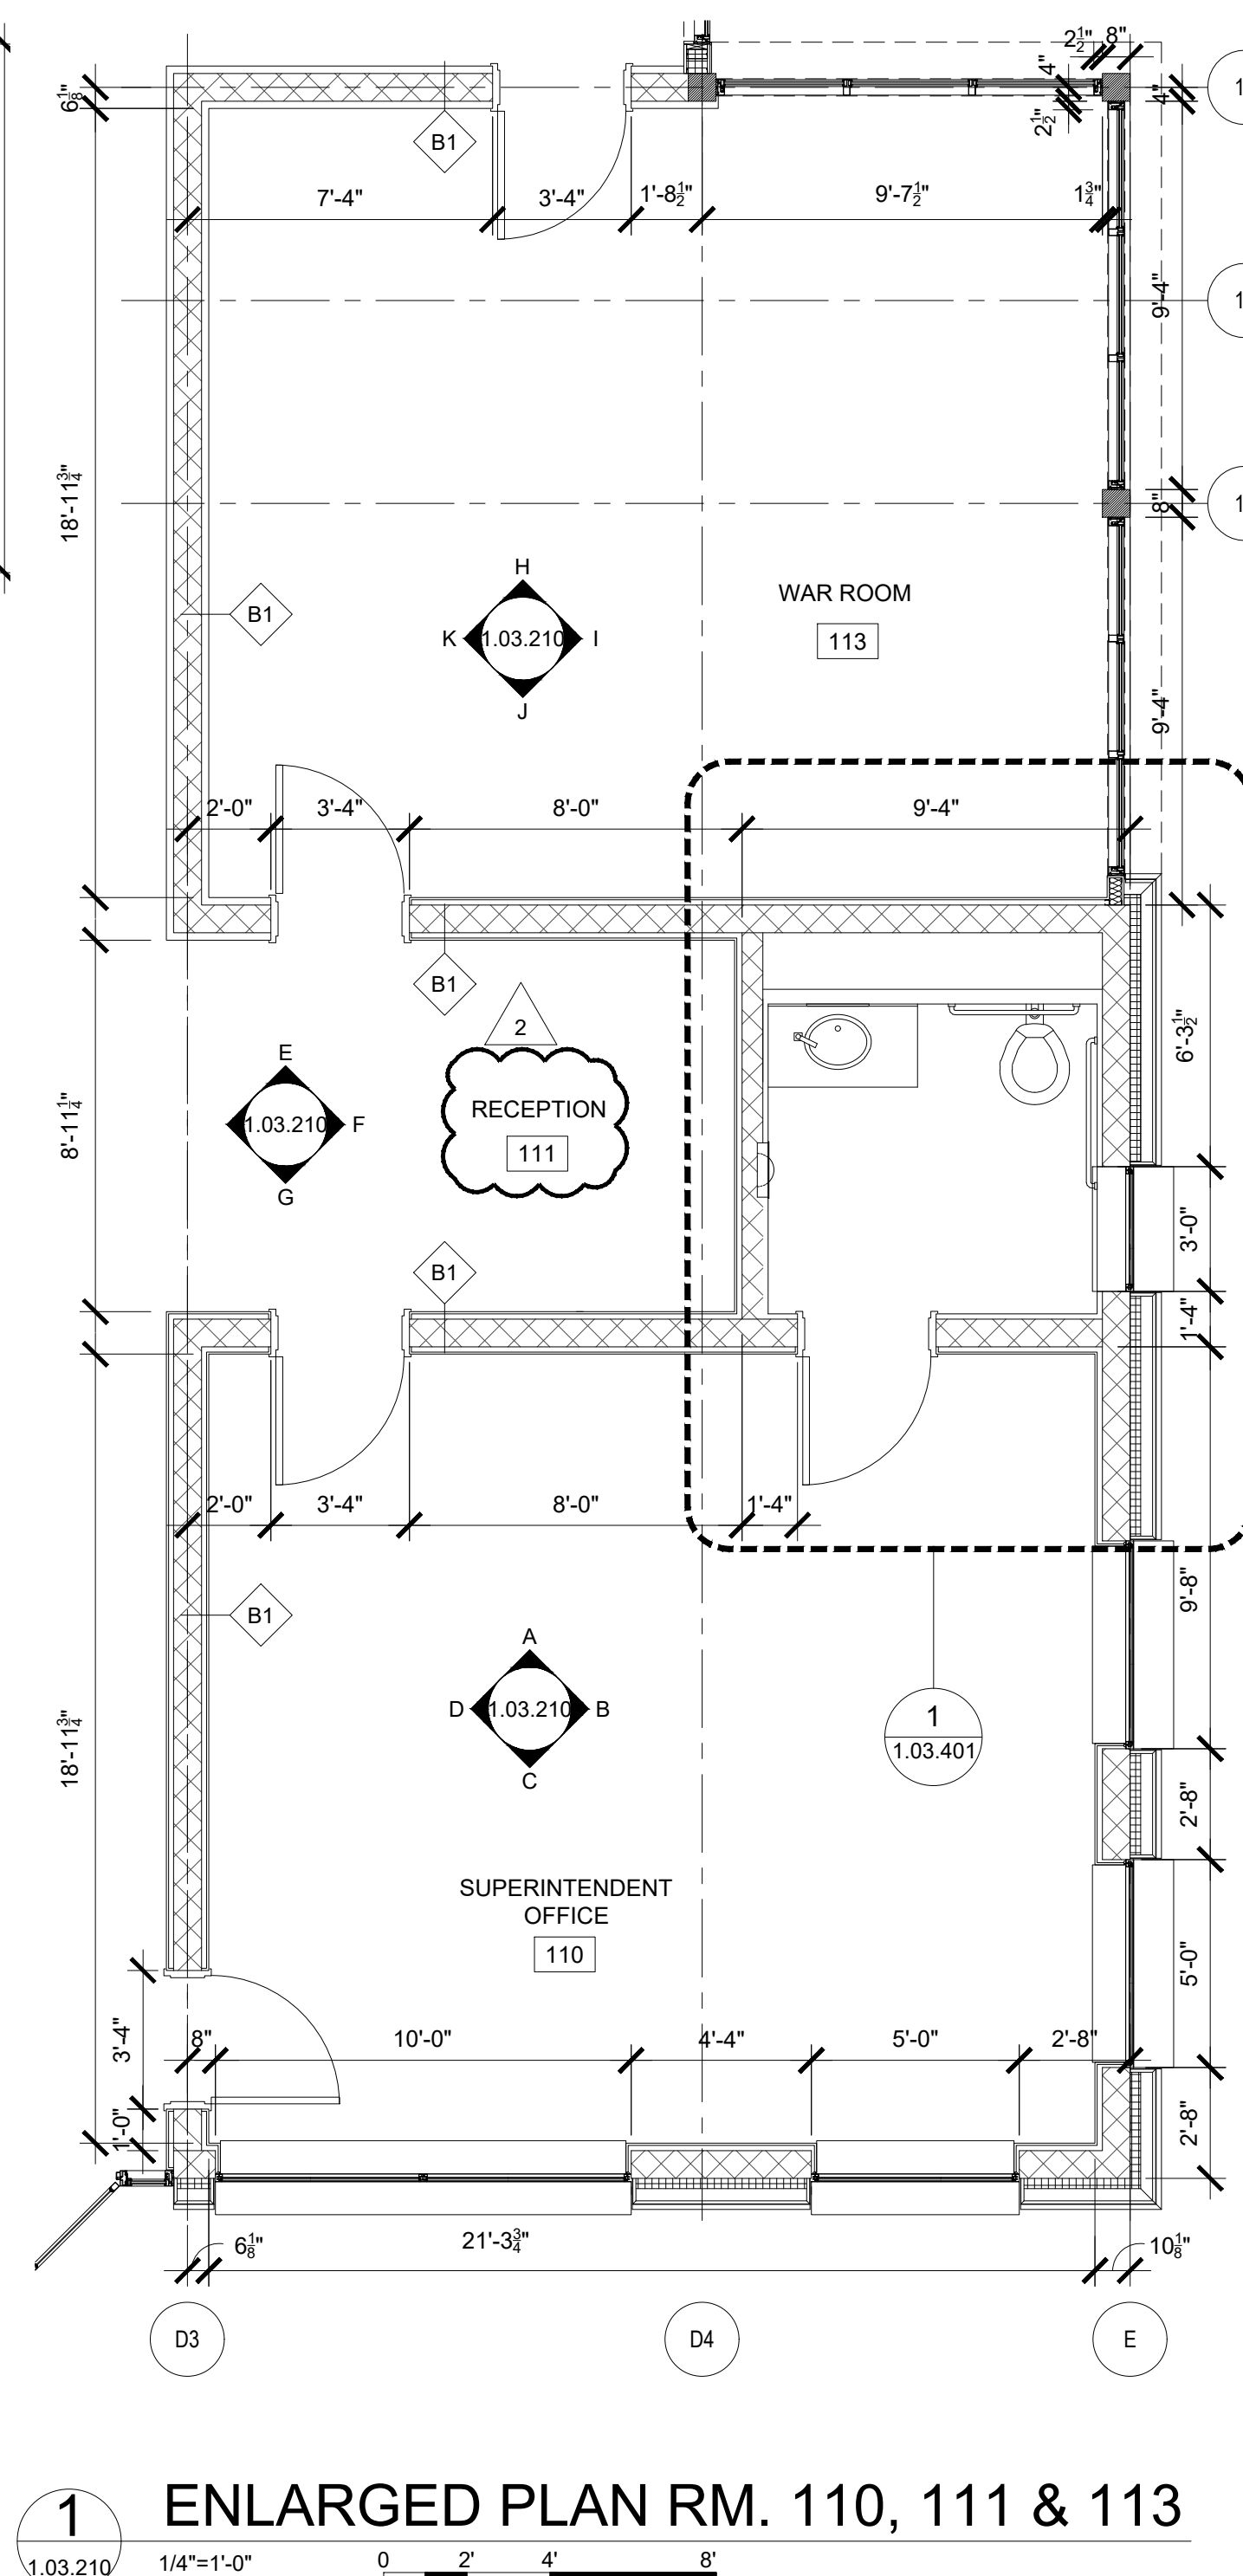 2½" 8"
4"
1
6⅛"
4"
2½"
B1
7'-4" 3'-4" 1'-8½" 9'-7½" 1¾"
9'-4"
1
18'-11¾"
8"
1
H
K 1.03.210 I
J
WAR ROOM
113
B1
9'-4"
2'-0" 3'-4" 8'-0" 9'-4"
B1
2
6'-3½"
E
1.03.210 F
G
RECEPTION
111
8'-11¼"
3'-0"
B1
1'-4"
2'-0" 3'-4" 8'-0" 1'-4"
9'-8"
B1
A
D 1.03.210 B
C
1
1.03.401
18'-11¾"
2'-8"
SUPERINTENDENT
OFFICE
110
5'-0"
3'-4"
8" 10'-0" 4'-4" 5'-0" 2'-8"
1'-0"
2'-8"
6⅛" 21'-3¾" 10⅛"
D3 D4 E
1 ENLARGED PLAN RM. 110, 111 & 113
1.03.210 1/4"=1'-0" 0 2' 4' 8'